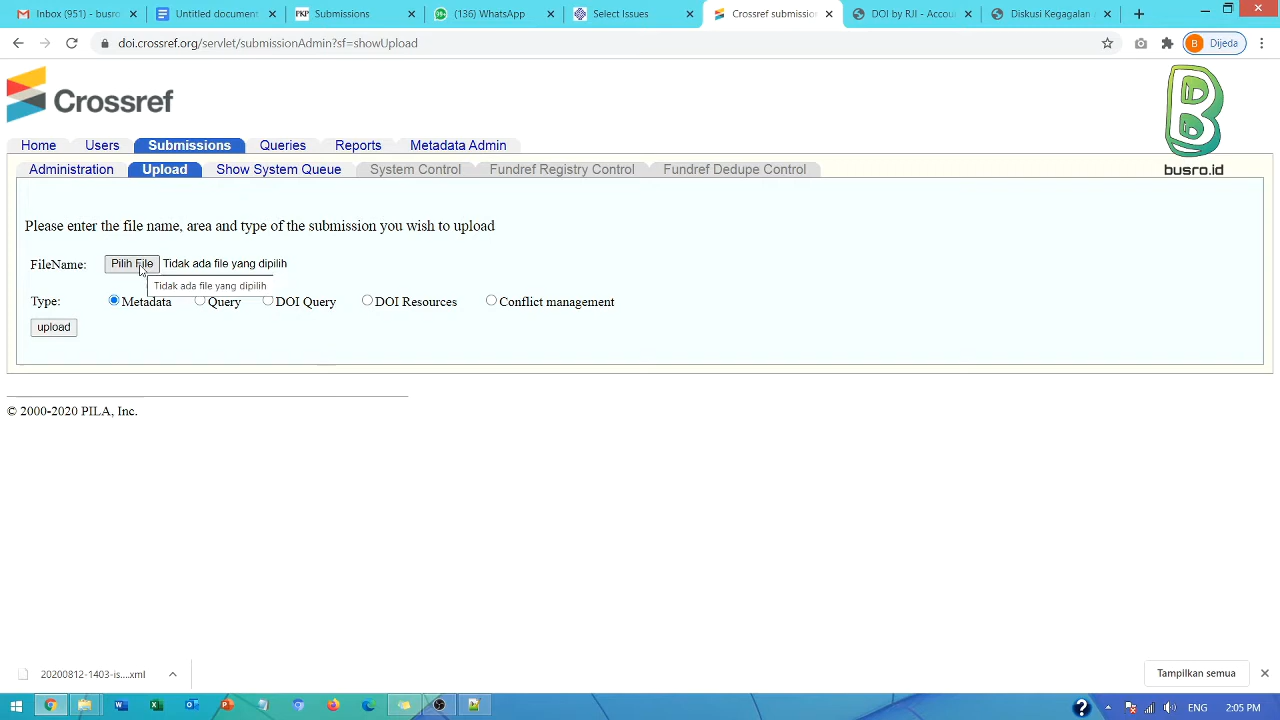 Inbox (951) - busro
Untitled document
Submissions
(136) WhatsApp
Select Issues
Crossref submissio
DOI by RJI - Accou
Diskusi Kegagalan
doi.crossref.org/servlet/submissionAdmin?sf=showUpload
B Dijeda
Crossref
busro.id
Home Users Submissions Queries Reports Metadata Admin
Administration Upload Show System Queue System Control Fundref Registry Control Fundref Dedupe Control
Please enter the file name, area and type of the submission you wish to upload
FileName: Pilih File Tidak ada file yang dipilih
Tidak ada file yang dipilih
Type: Metadata Query DOI Query DOI Resources Conflict management
upload
© 2000-2020 PILA, Inc.
20200812-1403-is....xml
Tampilkan semua
ENG 2:05 PM